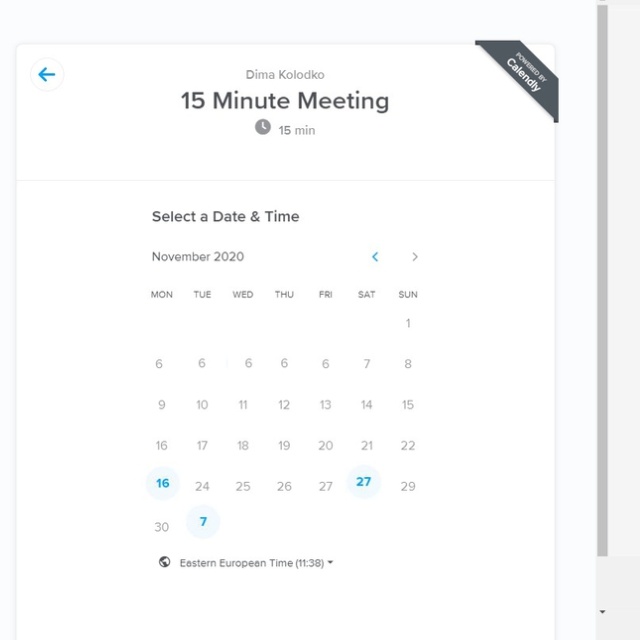 POWERED BY
Calendly
Dima Kolodko
15 Minute Meeting
15 min
Select a Date & Time
November 2020
MON TUE WED THU FRI SAT SUN
1
6 6 6 6 6 7 8
9 10 11 12 13 14 15
16 17 18 19 20 21 22
16 24 25 26 27 27 29
30 7
Eastern European Time (11:38)